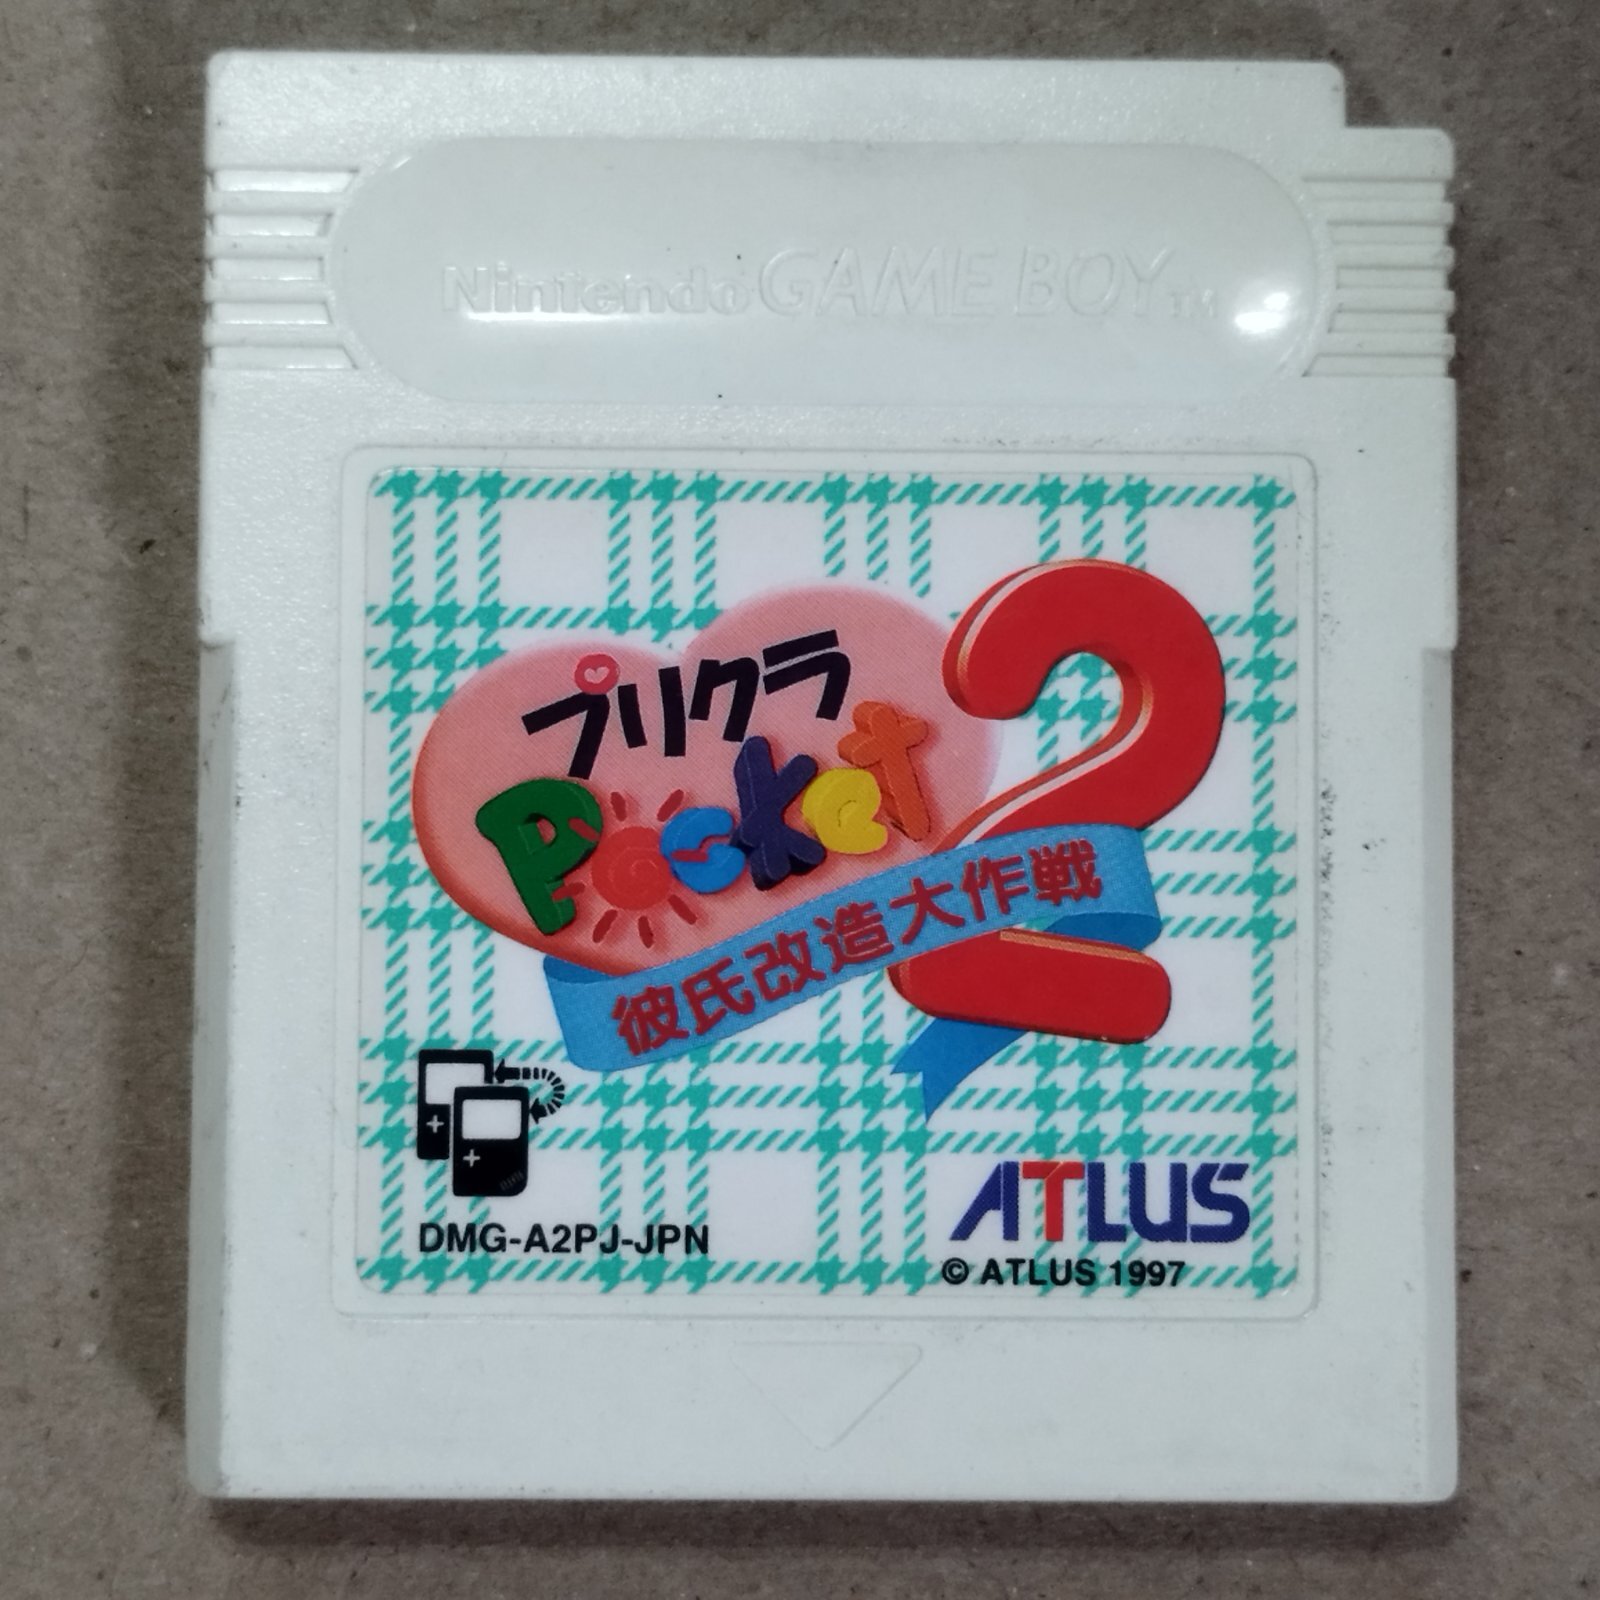 Nintendo GAME BOY TM
プリクラ
Pocket 2
彼氏改造大作戦
DMG-A2PJ-JPN
ATLUS
© ATLUS 1997